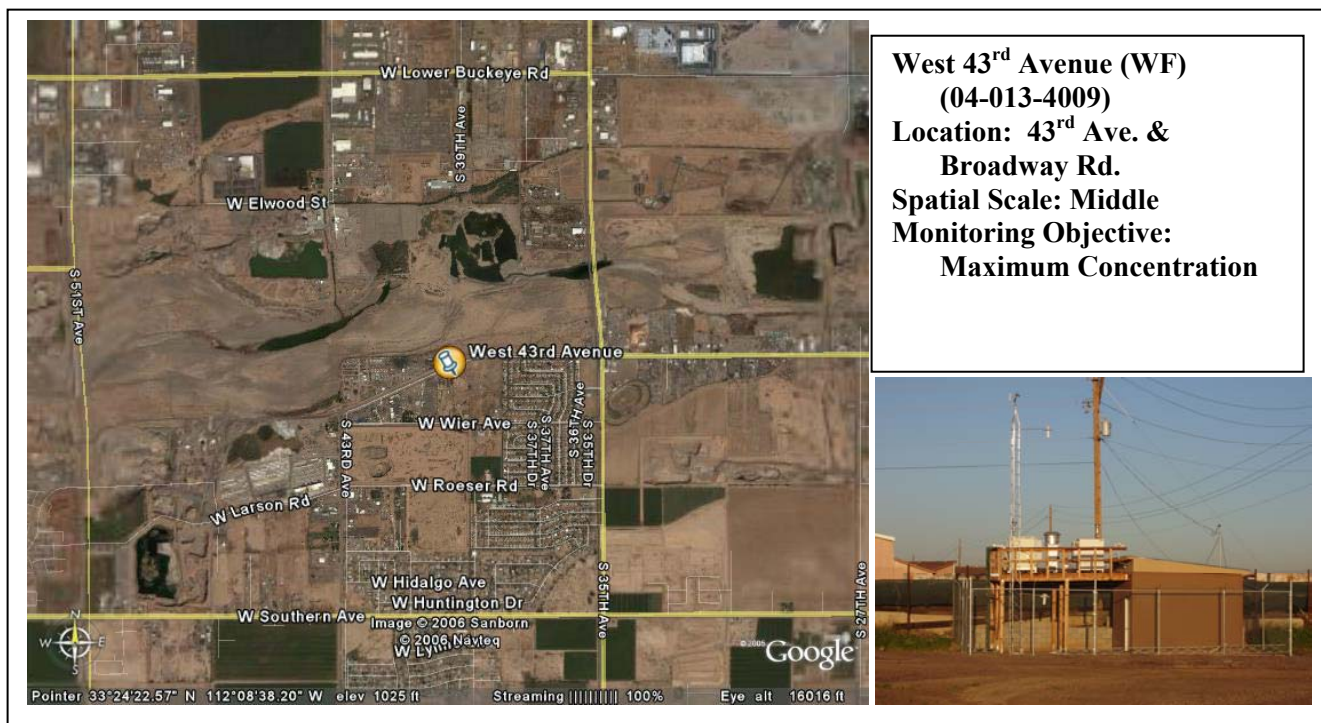 W Lower Buckeye Rd
S 39TH Ave
W Elwood St
S 51ST Ave
West 43rd Avenue
W Wier Ave
S 43RD Ave
S 37TH Dr
S 37TH Ave
S 36TH Ave
S 35TH Dr
W Roeser Rd
W Larson Rd
W Hidalgo Ave
W Huntington Dr
W Southern Ave
S 35TH Ave
S 27TH Ave
Image © 2006 Sanborn
© 2006 Navteq
N
W E
S
Google
Pointer 33°24'22.57" N 112°08'38.20" W elev 1025 ft Streaming |||||||||| 100% Eye alt 16016 ft
West 43rd Avenue (WF)
(04-013-4009)
Location: 43rd Ave. &
Broadway Rd.
Spatial Scale: Middle
Monitoring Objective:
Maximum Concentration